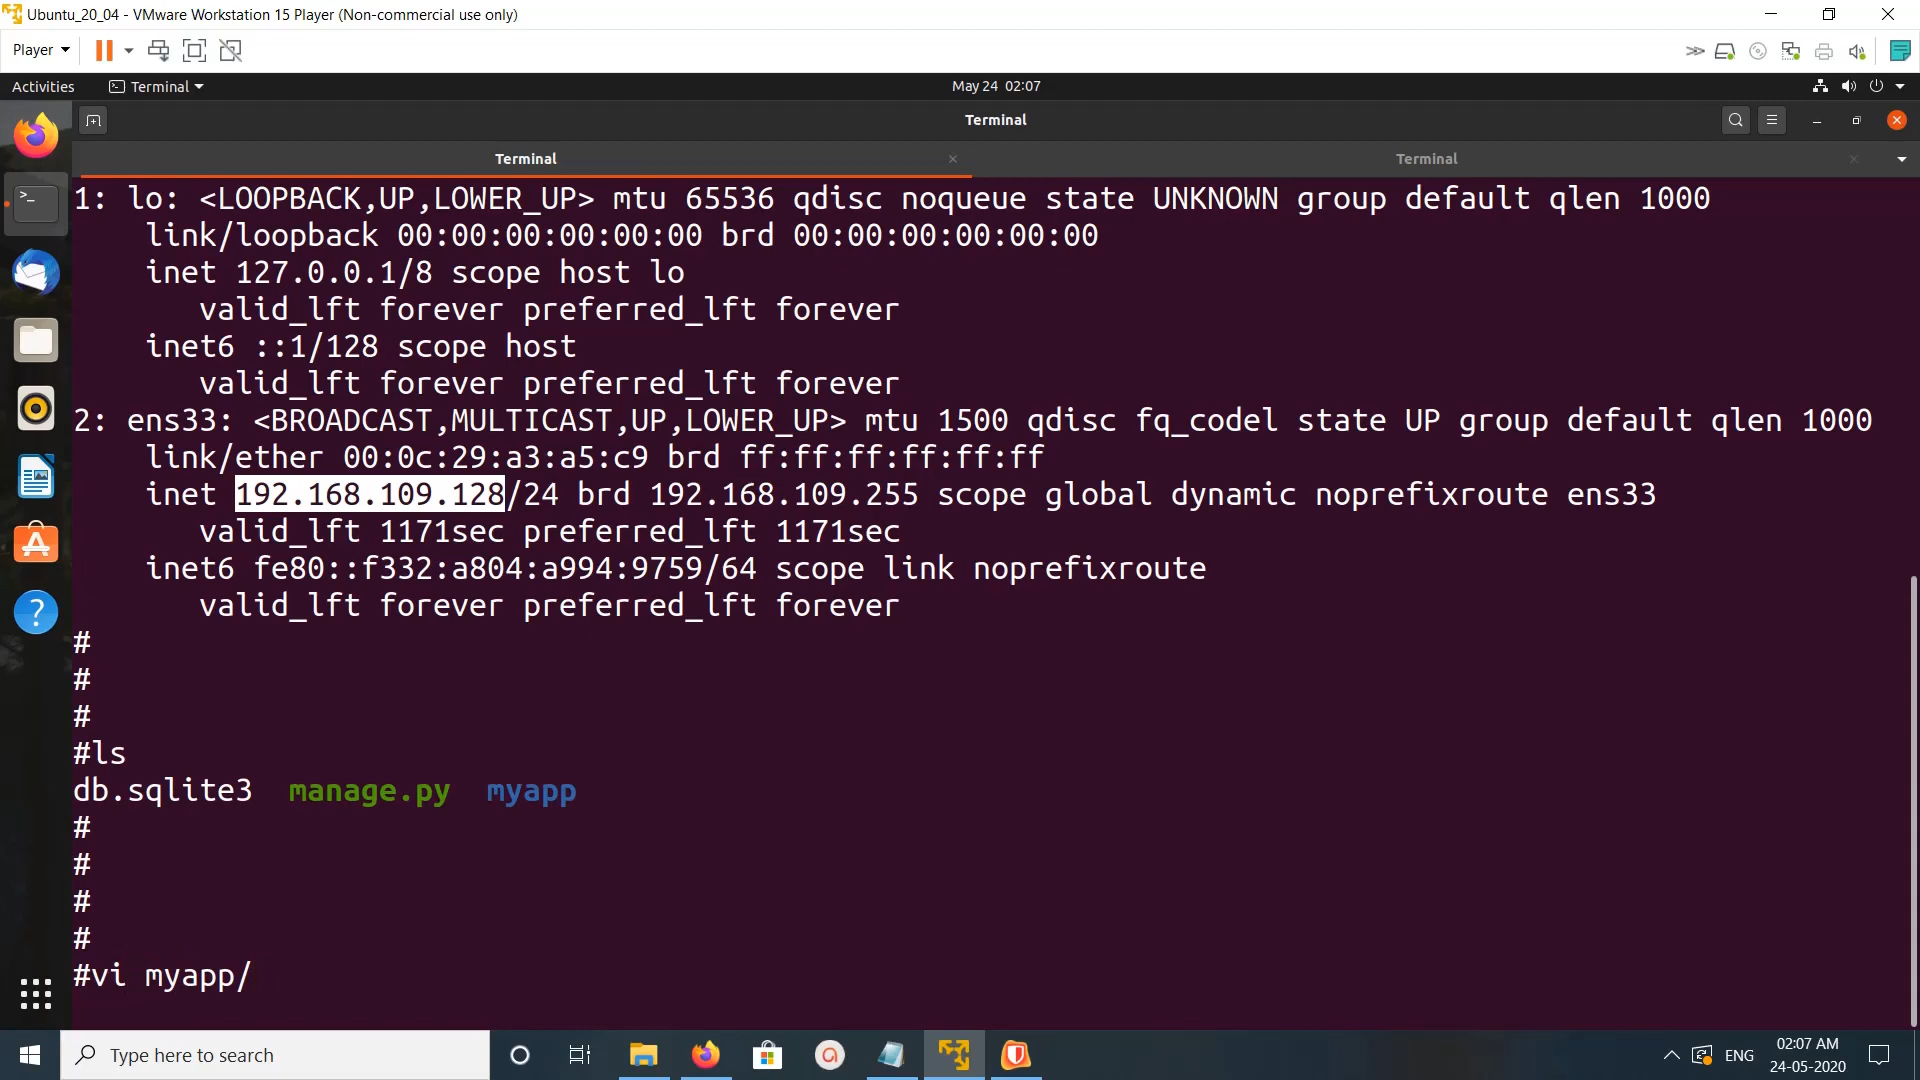 Ubuntu_20_04 - VMware Workstation 15 Player (Non-commercial use only)
Player
Activities
Terminal
May 24 02:07
Terminal
Terminal
Terminal
1: lo: <LOOPBACK,UP,LOWER_UP> mtu 65536 qdisc noqueue state UNKNOWN group default qlen 1000
link/loopback 00:00:00:00:00:00 brd 00:00:00:00:00:00
inet 127.0.0.1/8 scope host lo
valid_lft forever preferred_lft forever
inet6 ::1/128 scope host
valid_lft forever preferred_lft forever
2: ens33: <BROADCAST,MULTICAST,UP,LOWER_UP> mtu 1500 qdisc fq_codel state UP group default qlen 1000
link/ether 00:0c:29:a3:a5:c9 brd ff:ff:ff:ff:ff:ff
inet 192.168.109.128/24 brd 192.168.109.255 scope global dynamic noprefixroute ens33
valid_lft 1171sec preferred_lft 1171sec
inet6 fe80::f332:a804:a994:9759/64 scope link noprefixroute
valid_lft forever preferred_lft forever
#
#
#
#ls
db.sqlite3 manage.py myapp
#
#
#
#
#vi myapp/
Type here to search
ENG
02:07 AM
24-05-2020